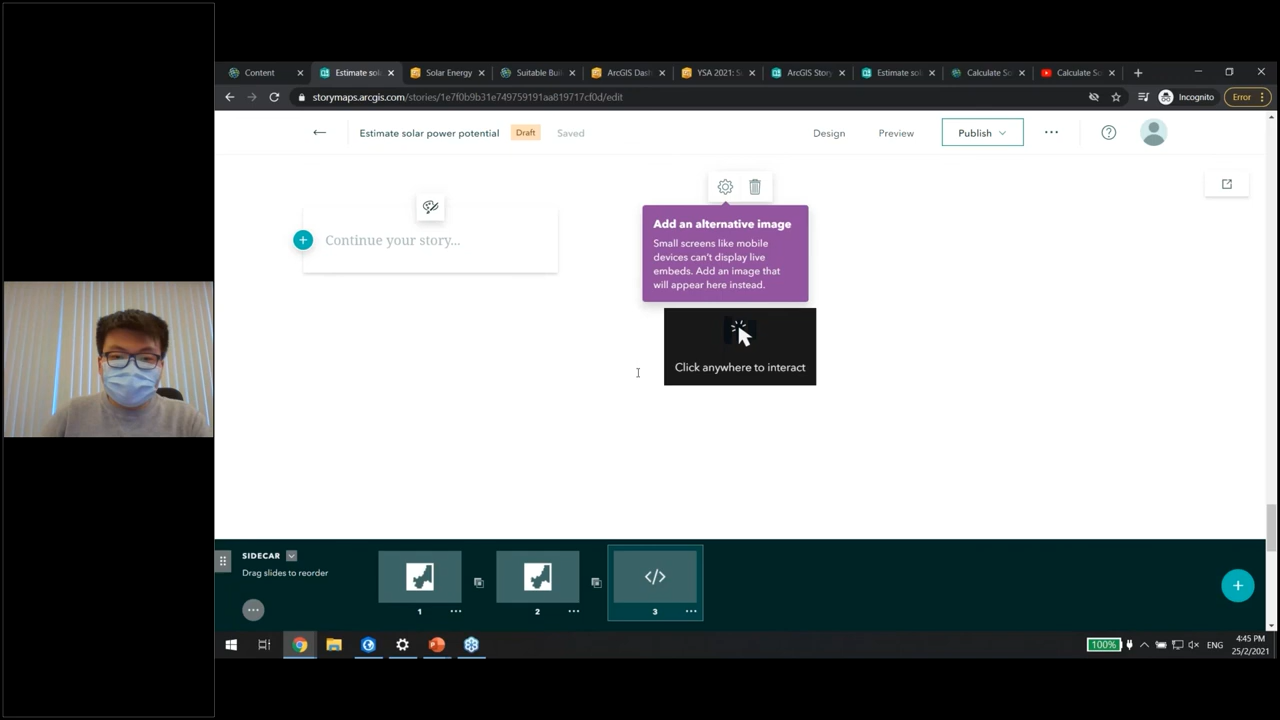 Content
Estimate sol
Solar Energy
Suitable Bui
ArcGIS Dash
YSA 2021: S
ArcGIS Story
Estimate sol
Calculate So
Calculate So
storymaps.arcgis.com/stories/1e7f0b9b31e749759191aa819717cf0d/edit
Incognito
Error
Estimate solar power potential
Draft
Saved
Design
Preview
Publish
Continue your story...
Add an alternative image
Small screens like mobile
devices can't display live
embeds. Add an image that
will appear here instead.
Click anywhere to interact
SIDECAR
Drag slides to reorder
1
2
3
100%
ENG
4:45 PM
25/2/2021